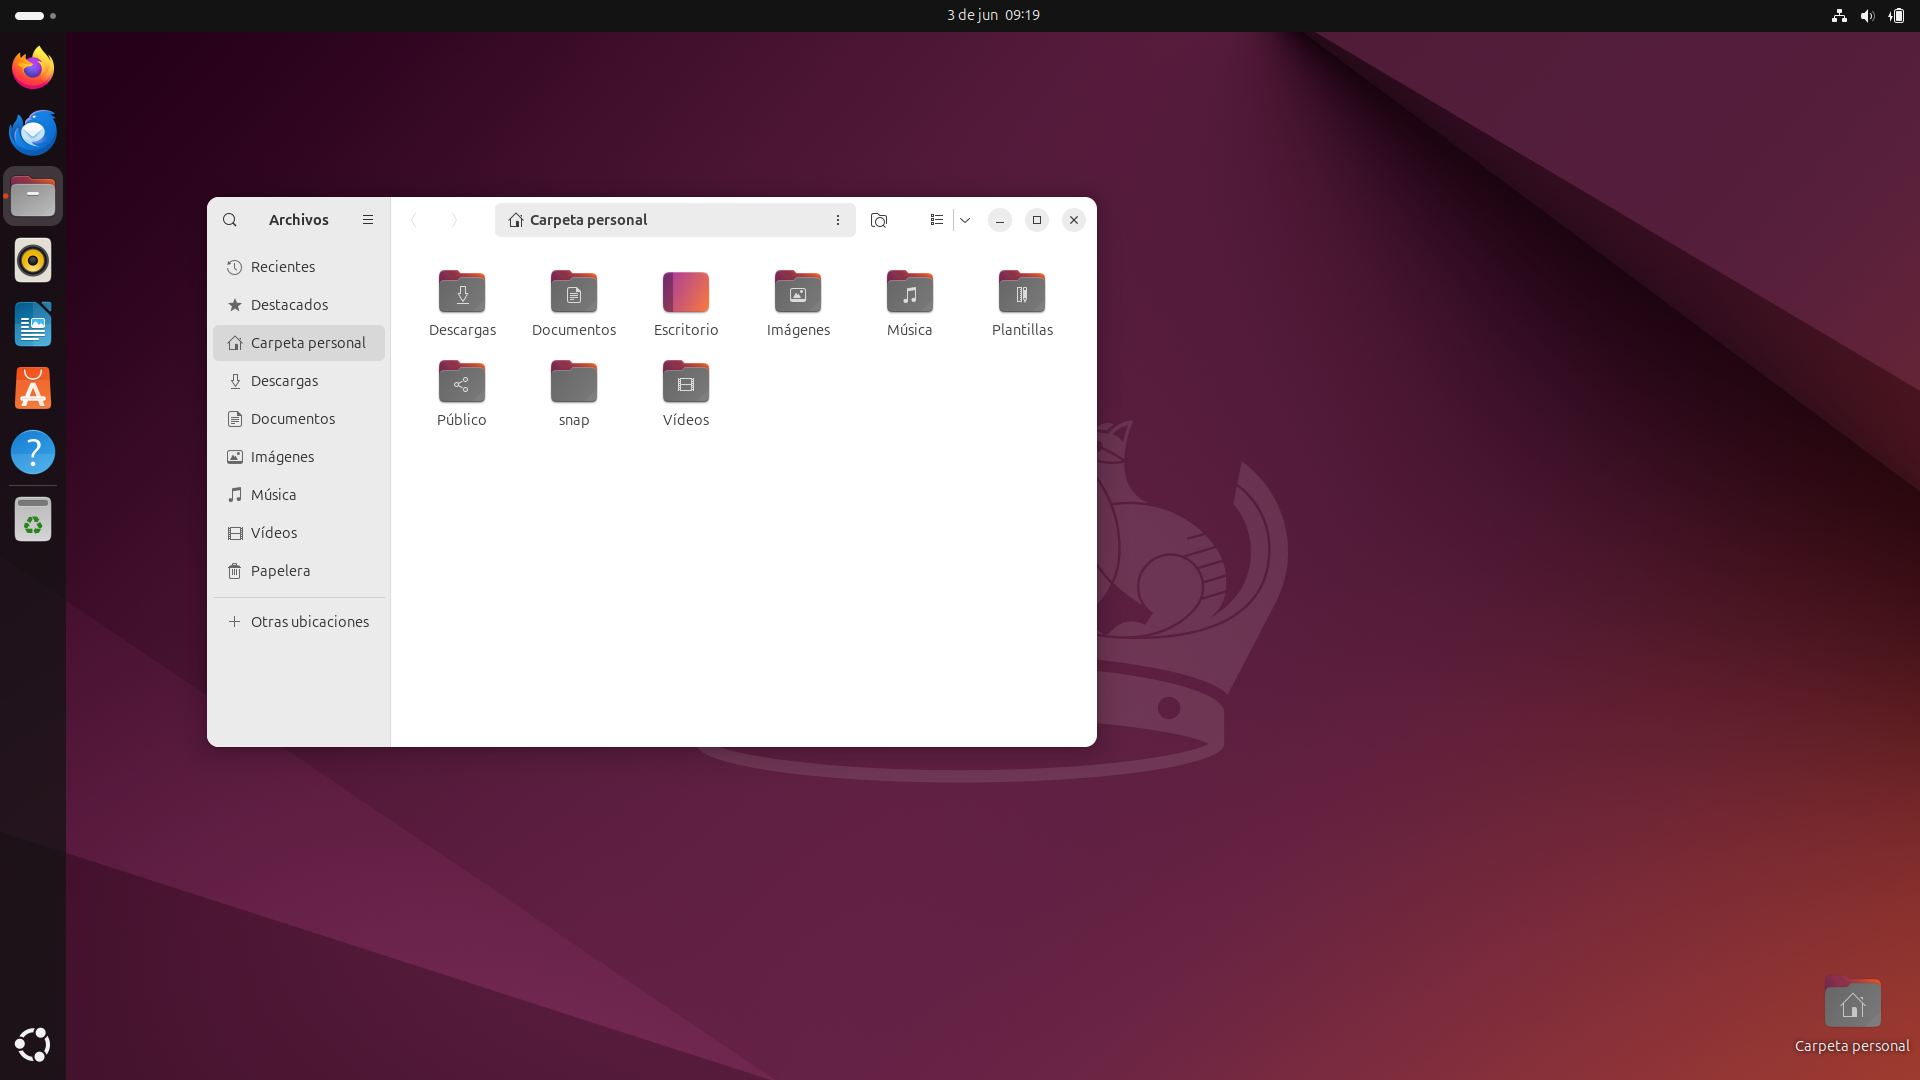 3 de jun 09:19
Archivos
Carpeta personal
Recientes
Destacados
Carpeta personal
Descargas
Documentos
Imágenes
Música
Vídeos
Papelera
Otras ubicaciones
Descargas
Documentos
Escritorio
Imágenes
Música
Plantillas
Público
snap
Vídeos
Carpeta personal